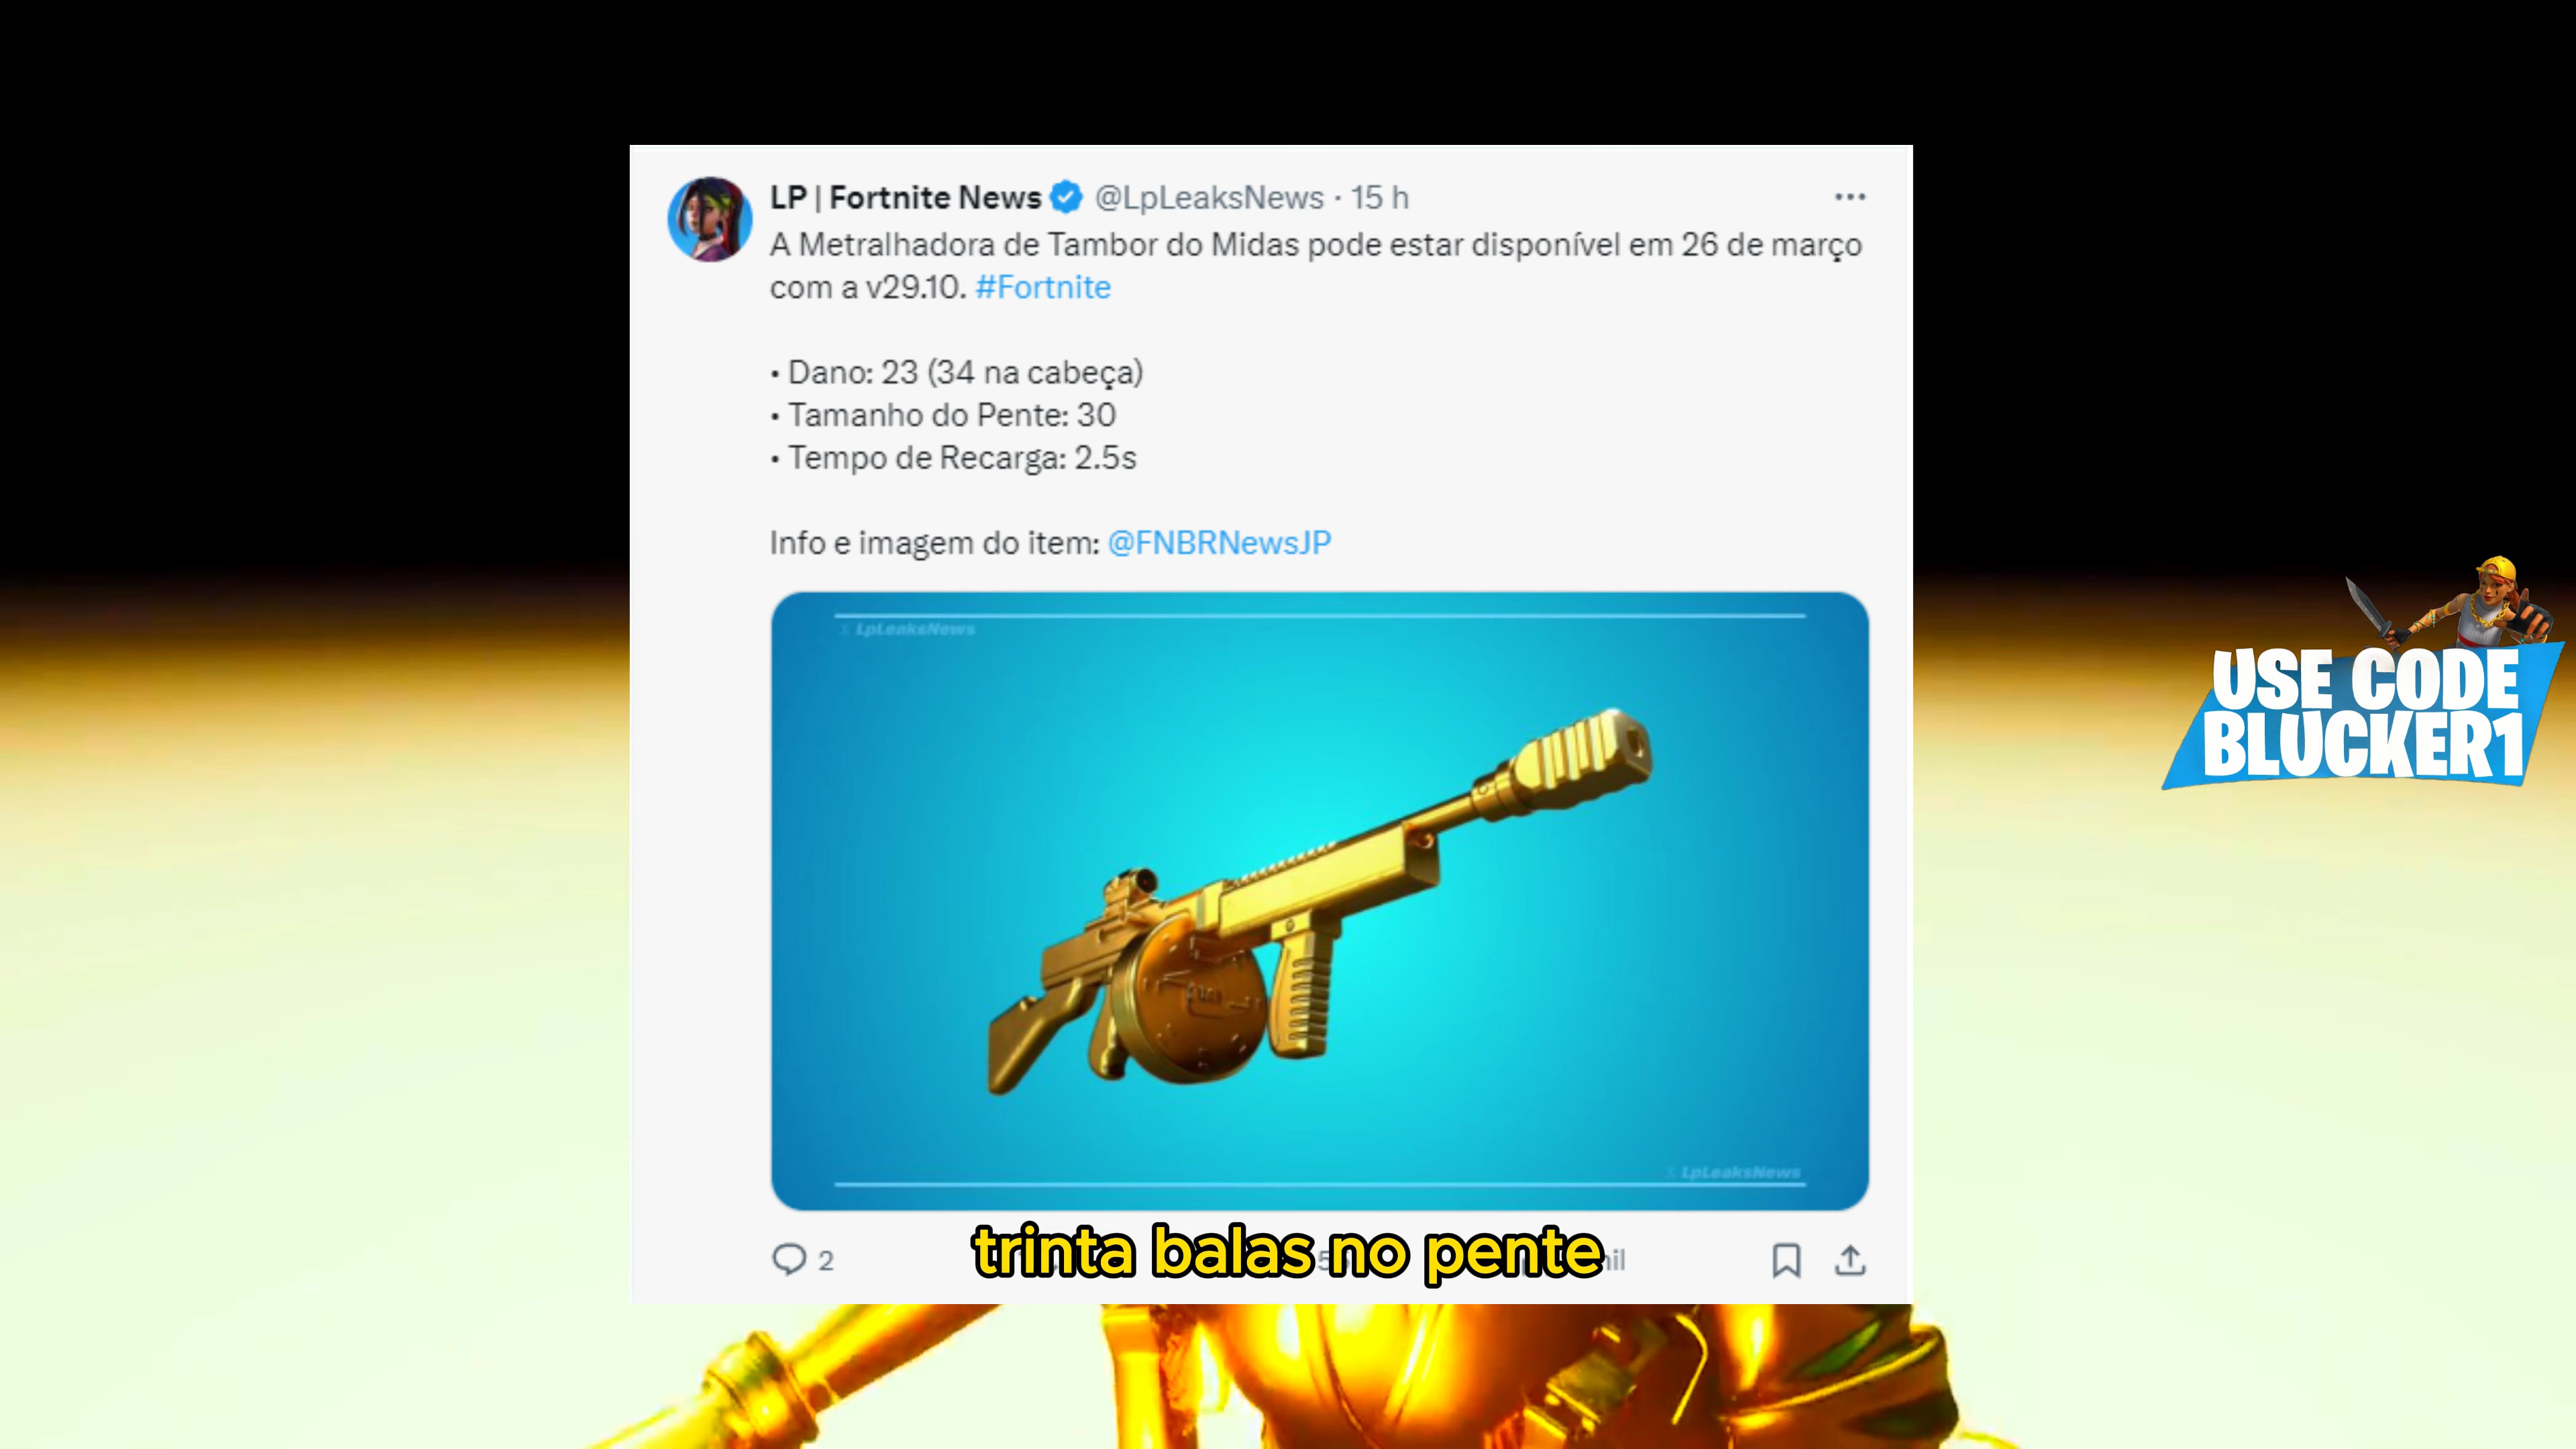 LP | Fortnite News @LpLeaksNews · 15 h
A Metralhadora de Tambor do Midas pode estar disponível em 26 de março
com a v29.10. #Fortnite
• Dano: 23 (34 na cabeça)
• Tamanho do Pente: 30
• Tempo de Recarga: 2.5s
Info e imagem do item: @FNBRNewsJP
LpLeaksNews
USE CODE
BLUCKER1
LpLeaksNews
2
trinta balas no pente